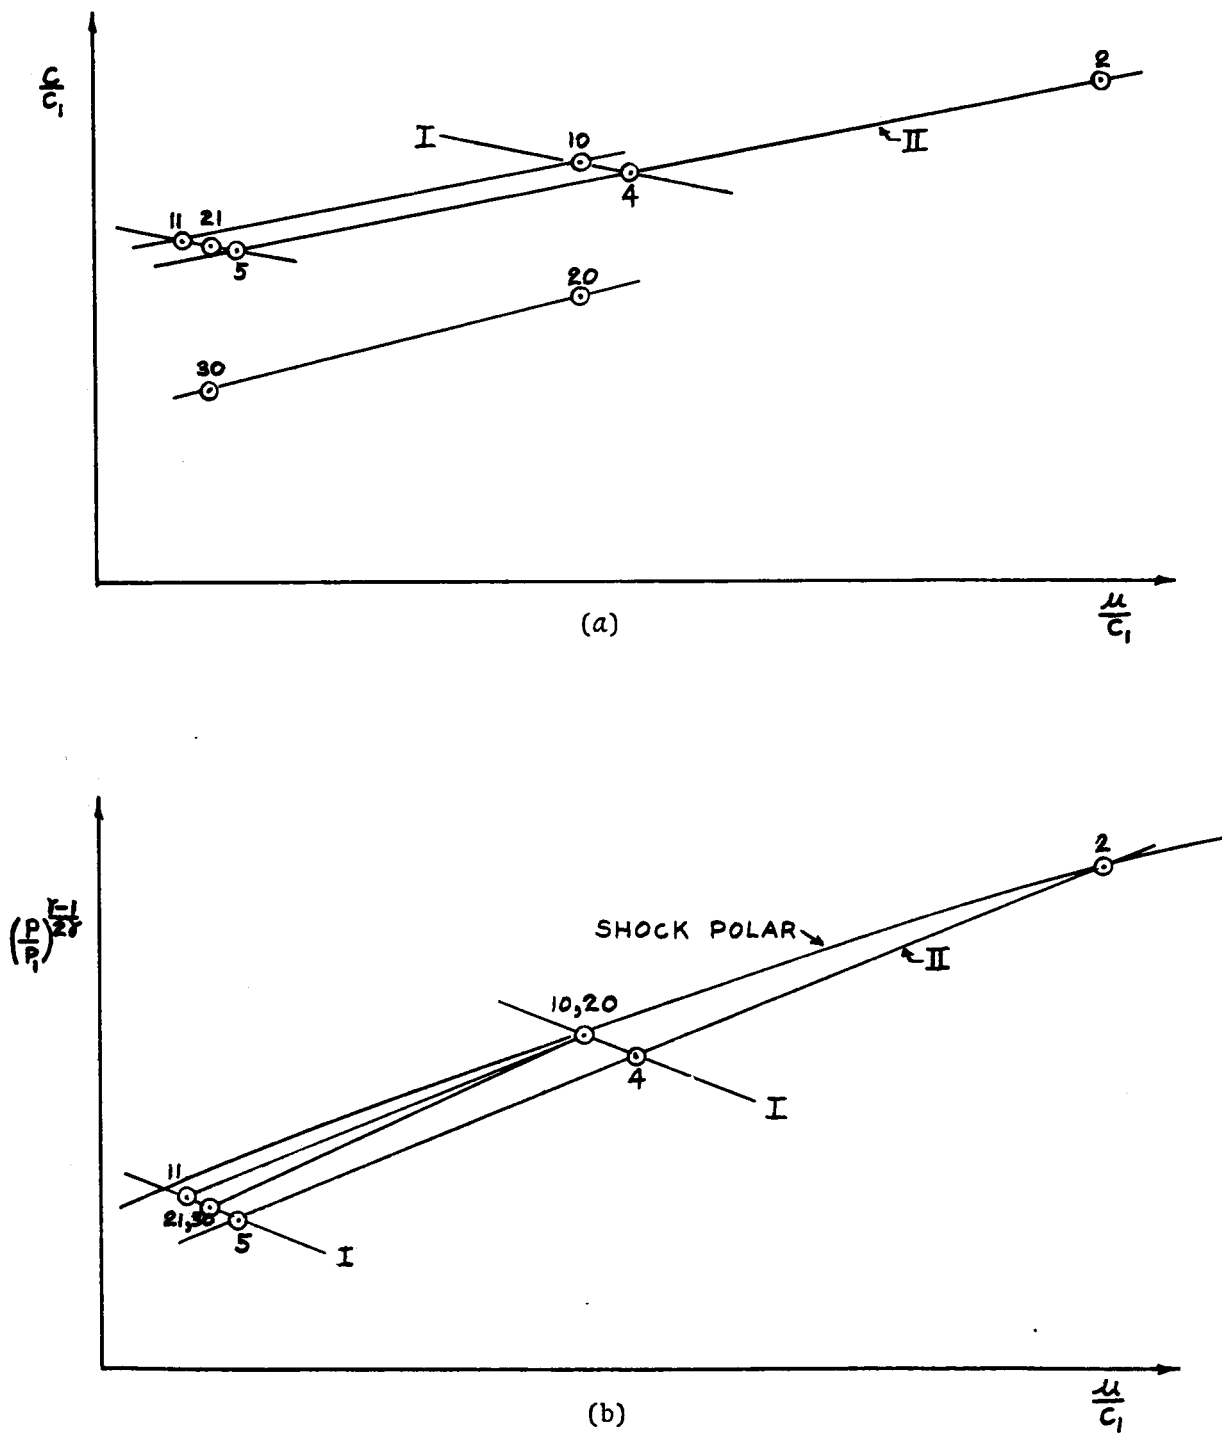 C/C₁
2
I
10
II
4
11 21
5
20
30
μ/C₁
(a)
2
(P/P₁)^(γ-1/2γ)
SHOCK POLAR
II
10,20
4
I
11
21,30
5
I
μ/C₁
(b)